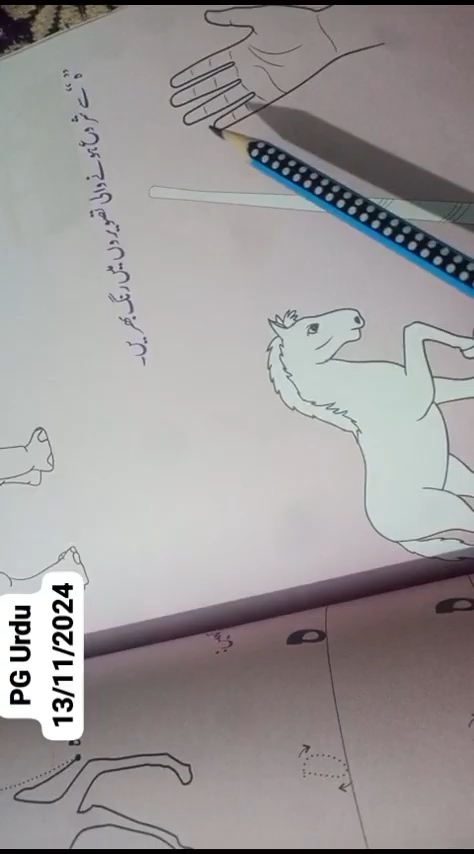 ”ہ“ سے شروع ہونے والی تصویروں میں رنگ بھریں۔
PG Urdu
13/11/2024